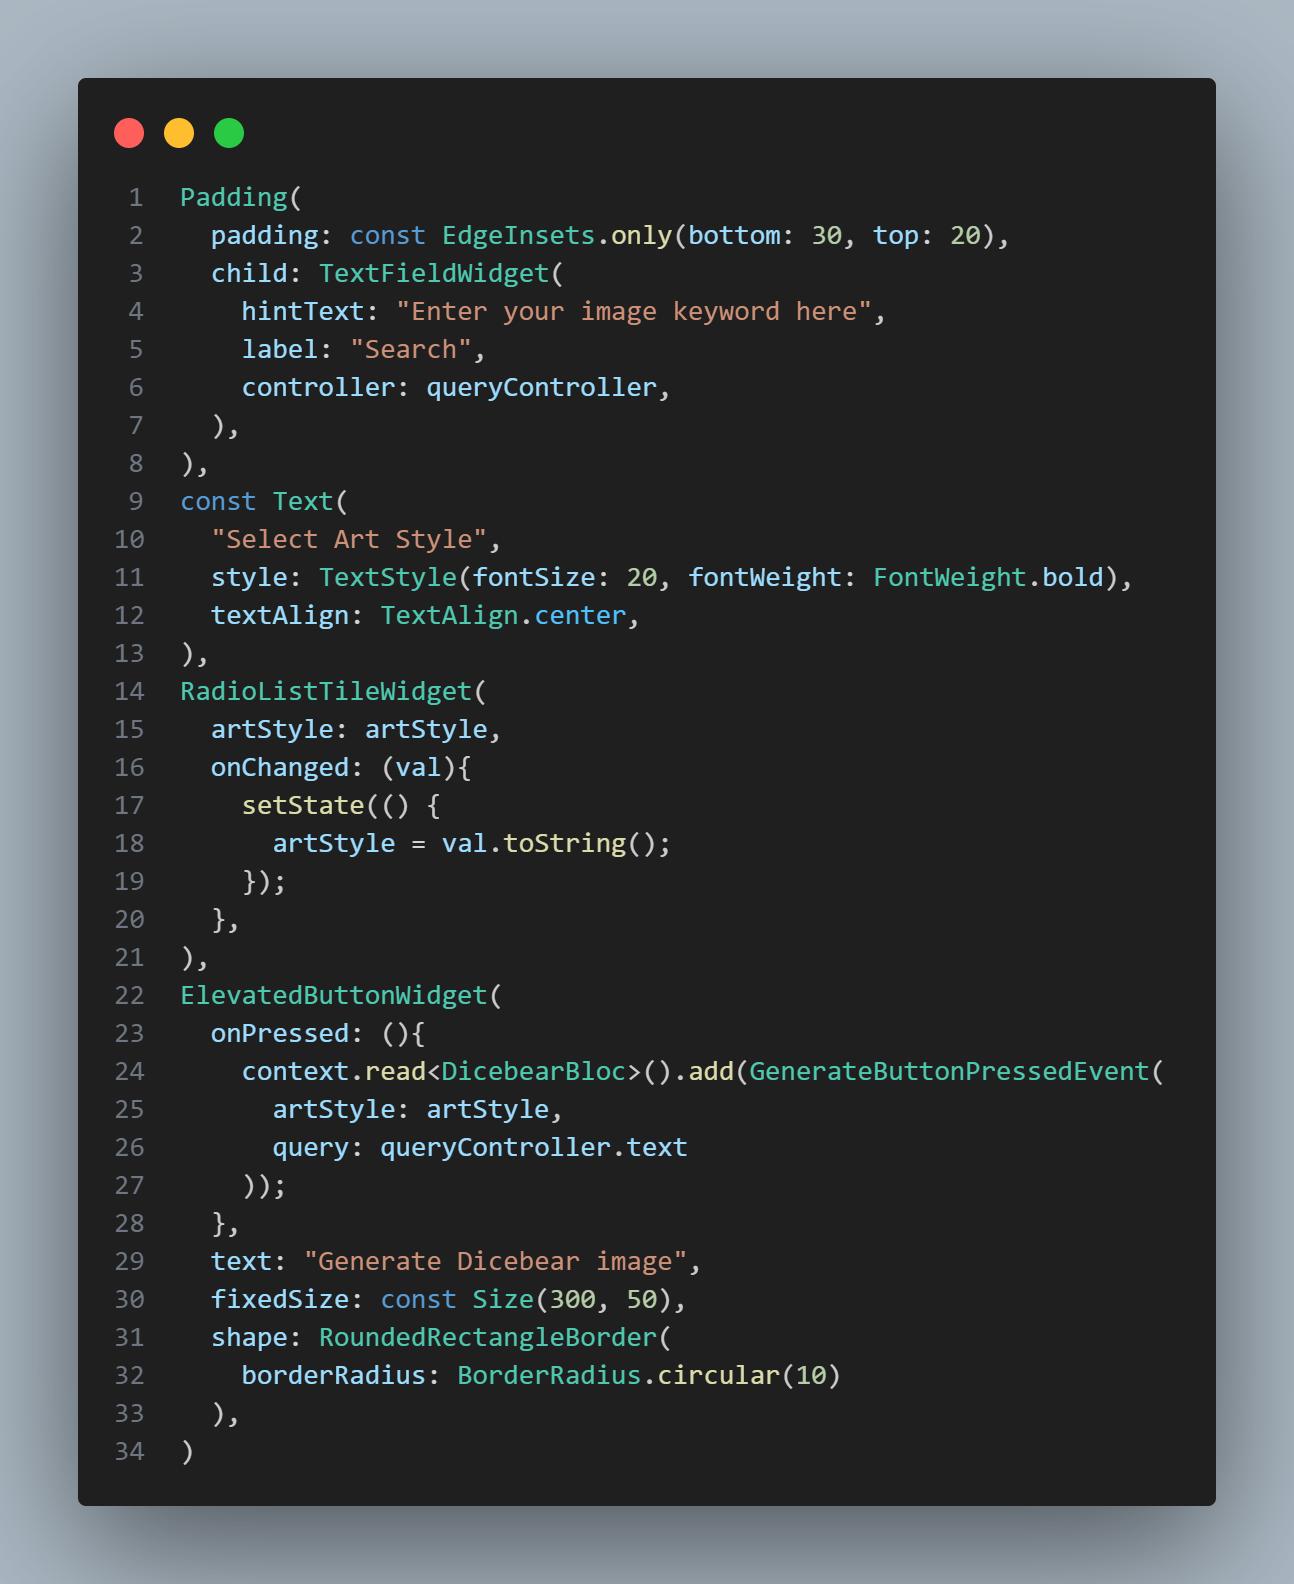 1 Padding(
2   padding: const EdgeInsets.only(bottom: 30, top: 20),
3   child: TextFieldWidget(
4     hintText: "Enter your image keyword here",
5     label: "Search",
6     controller: queryController,
7   ),
8 ),
9 const Text(
10   "Select Art Style",
11   style: TextStyle(fontSize: 20, fontWeight: FontWeight.bold),
12   textAlign: TextAlign.center,
13 ),
14 RadioListTileWidget(
15   artStyle: artStyle,
16   onChanged: (val){
17     setState(() {
18       artStyle = val.toString();
19     });
20   },
21 ),
22 ElevatedButtonWidget(
23   onPressed: (){
24     context.read<DicebearBloc>().add(GenerateButtonPressedEvent(
25       artStyle: artStyle,
26       query: queryController.text
27     ));
28   },
29   text: "Generate Dicebear image",
30   fixedSize: const Size(300, 50),
31   shape: RoundedRectangleBorder(
32     borderRadius: BorderRadius.circular(10)
33   ),
34 )